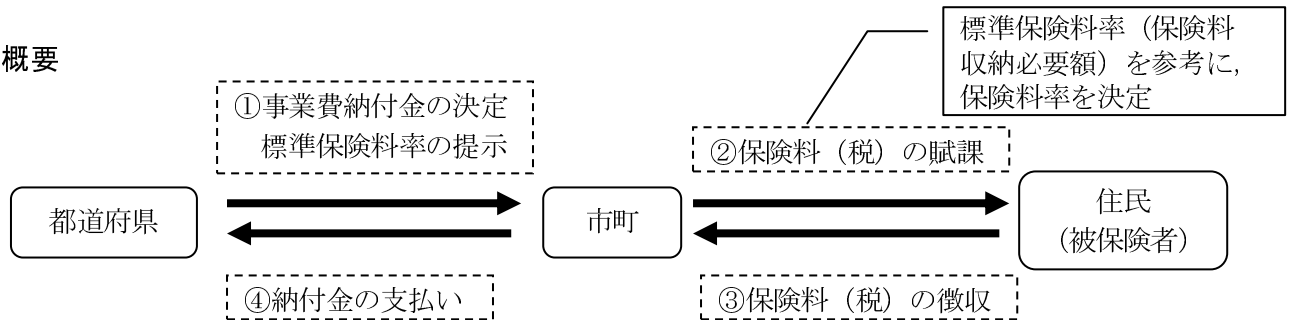 概要
標準保険料率（保険料
収納必要額）を参考に，
保険料率を決定
①事業費納付金の決定
標準保険料率の提示
②保険料（税）の賦課
都道府県
市町
住民
（被保険者）
④納付金の支払い
③保険料（税）の徴収